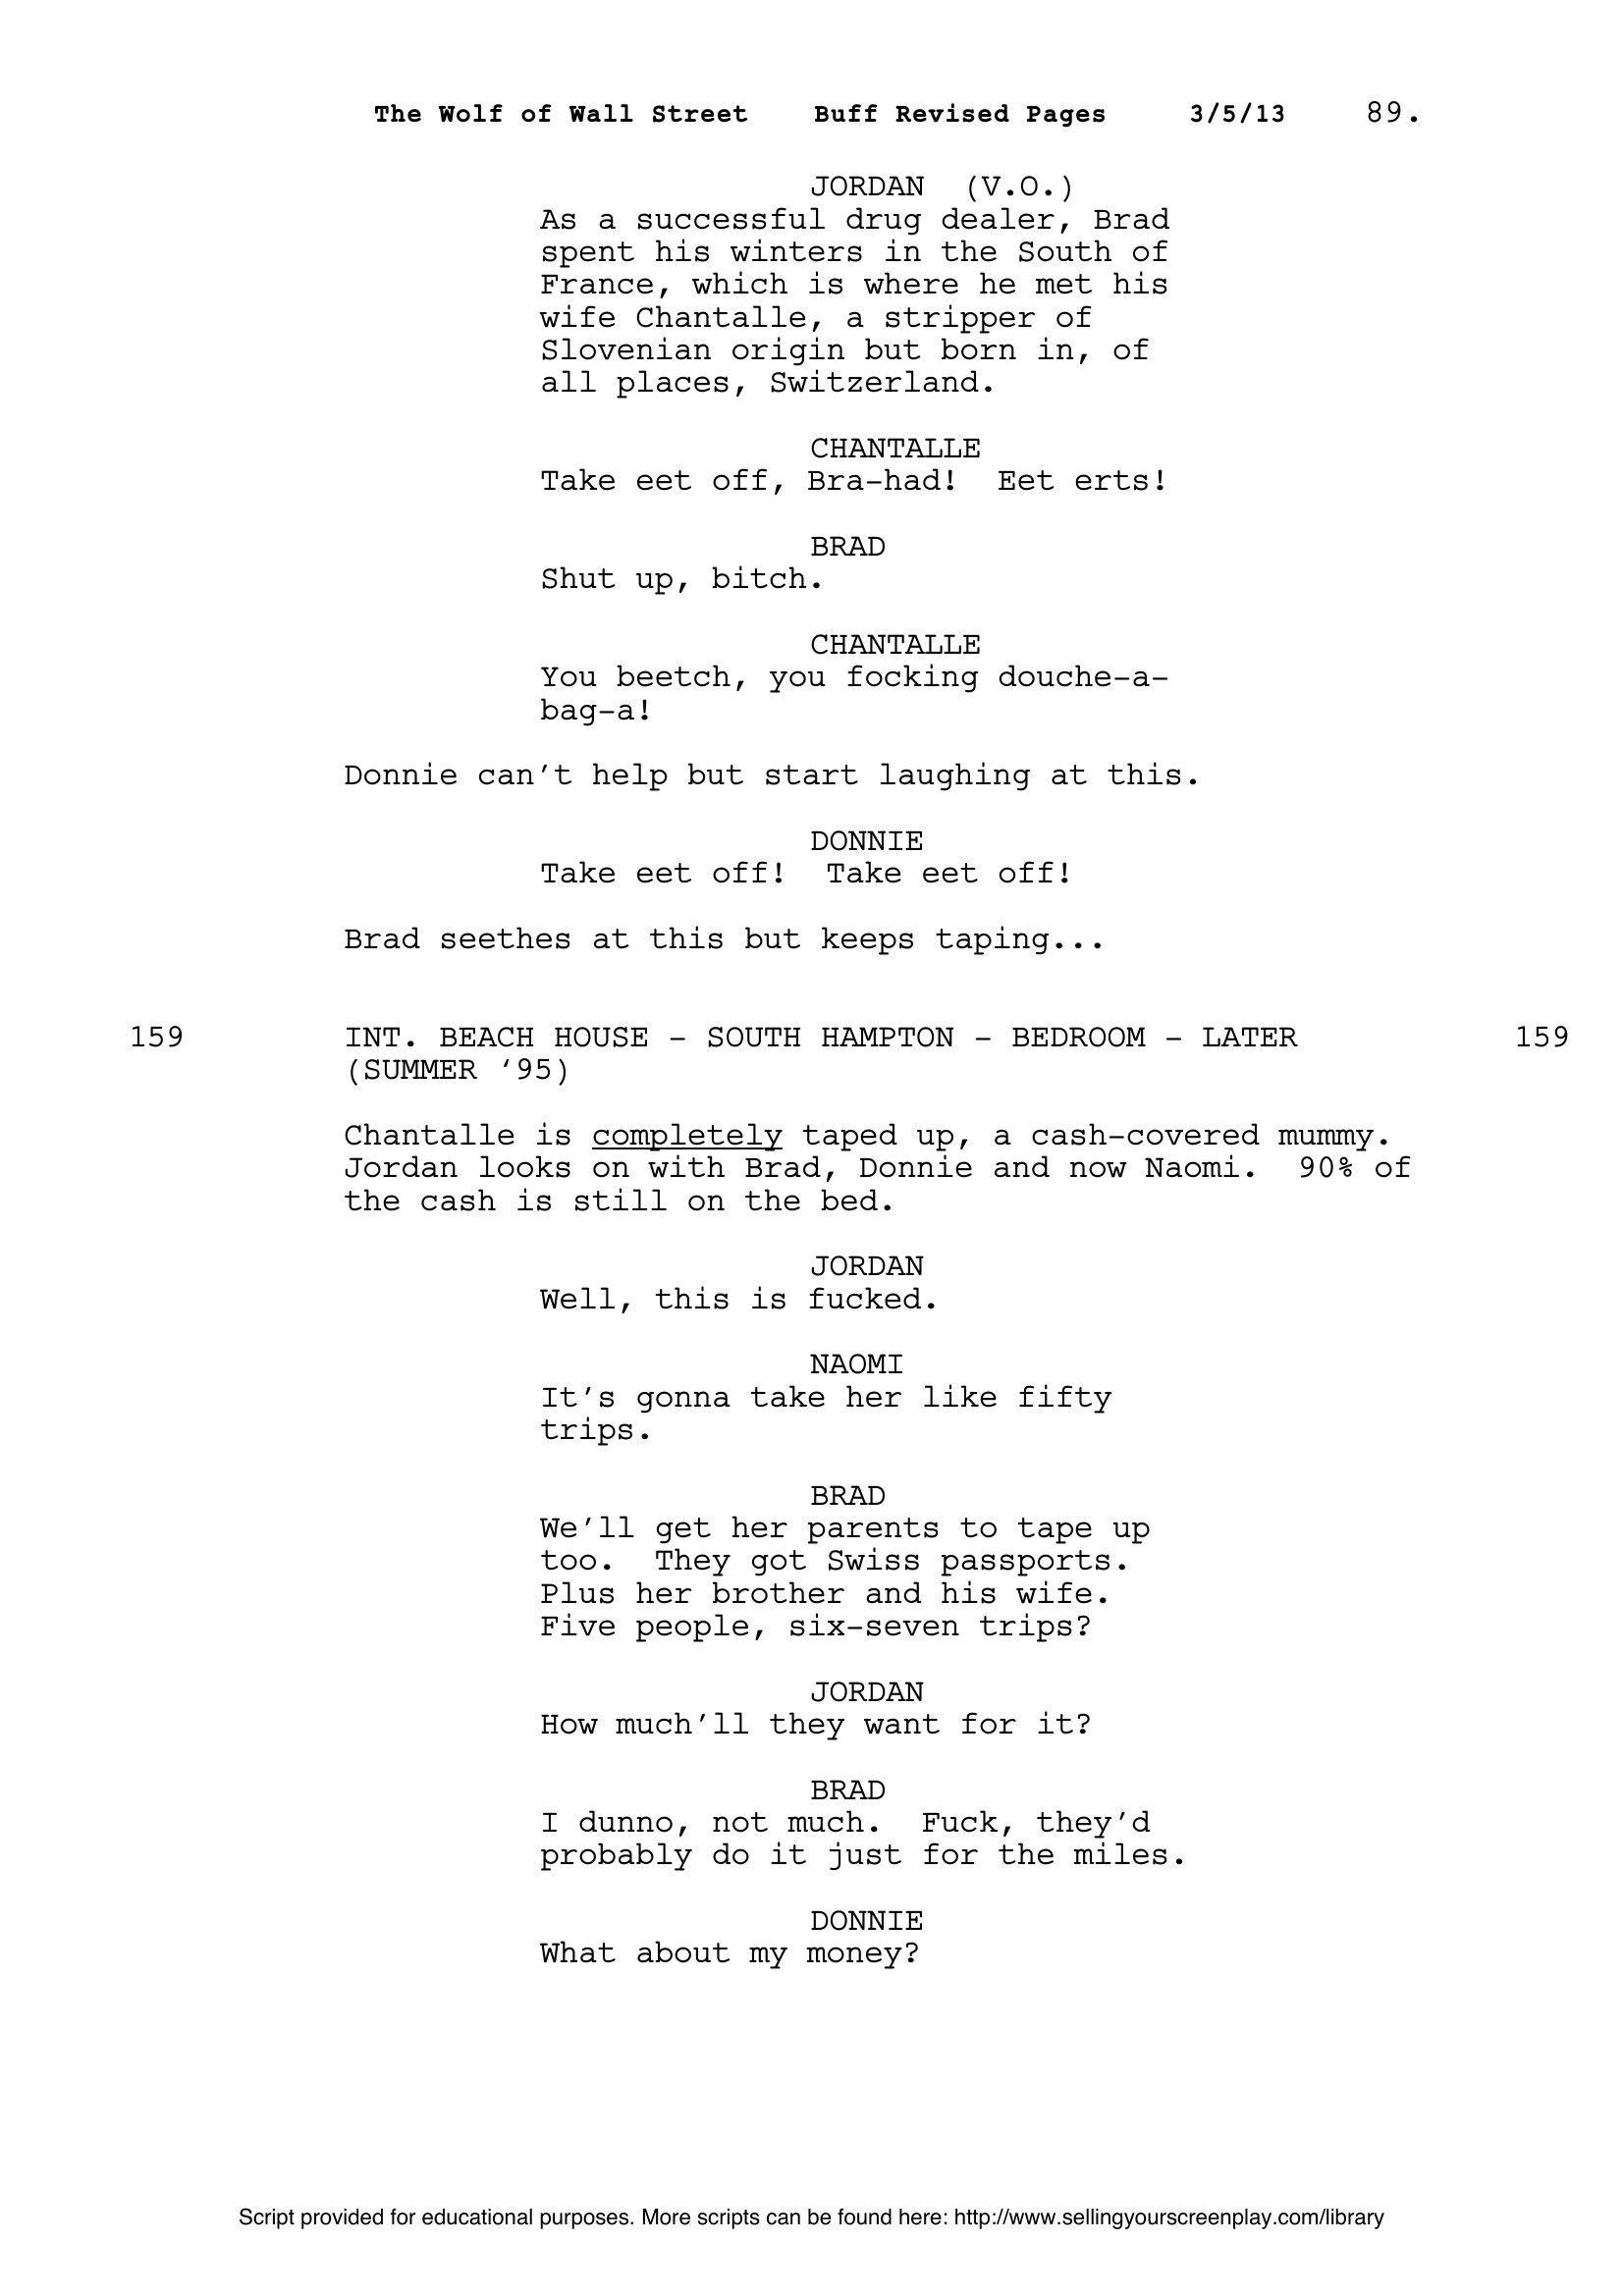 The Wolf of Wall Street    Buff Revised Pages    3/5/13    89.
JORDAN (V.O.)
As a successful drug dealer, Brad
spent his winters in the South of
France, which is where he met his
wife Chantalle, a stripper of
Slovenian origin but born in, of
all places, Switzerland.
CHANTALLE
Take eet off, Bra-had!  Eet erts!
BRAD
Shut up, bitch.
CHANTALLE
You beetch, you focking douche-a-
bag-a!
Donnie can’t help but start laughing at this.
DONNIE
Take eet off!  Take eet off!
Brad seethes at this but keeps taping...
159    INT. BEACH HOUSE – SOUTH HAMPTON – BEDROOM – LATER    159
(SUMMER ‘95)
Chantalle is completely taped up, a cash-covered mummy.
Jordan looks on with Brad, Donnie and now Naomi.  90% of
the cash is still on the bed.
JORDAN
Well, this is fucked.
NAOMI
It’s gonna take her like fifty
trips.
BRAD
We’ll get her parents to tape up
too.  They got Swiss passports.
Plus her brother and his wife.
Five people, six-seven trips?
JORDAN
How much’ll they want for it?
BRAD
I dunno, not much.  Fuck, they’d
probably do it just for the miles.
DONNIE
What about my money?
Script provided for educational purposes. More scripts can be found here: http://www.sellingyourscreenplay.com/library